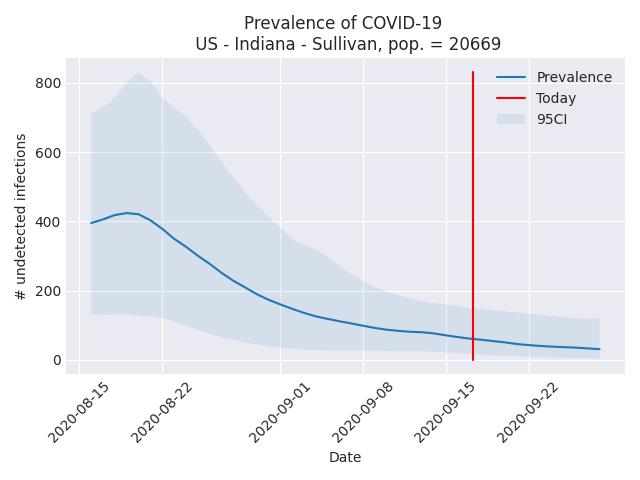 Prevalence of COVID-19
US - Indiana - Sullivan, pop. = 20669
Prevalence
Today
95CI
800
600
400
200
0
# undetected infections
2020-08-15
2020-08-22
2020-09-01
2020-09-08
2020-09-15
2020-09-22
Date